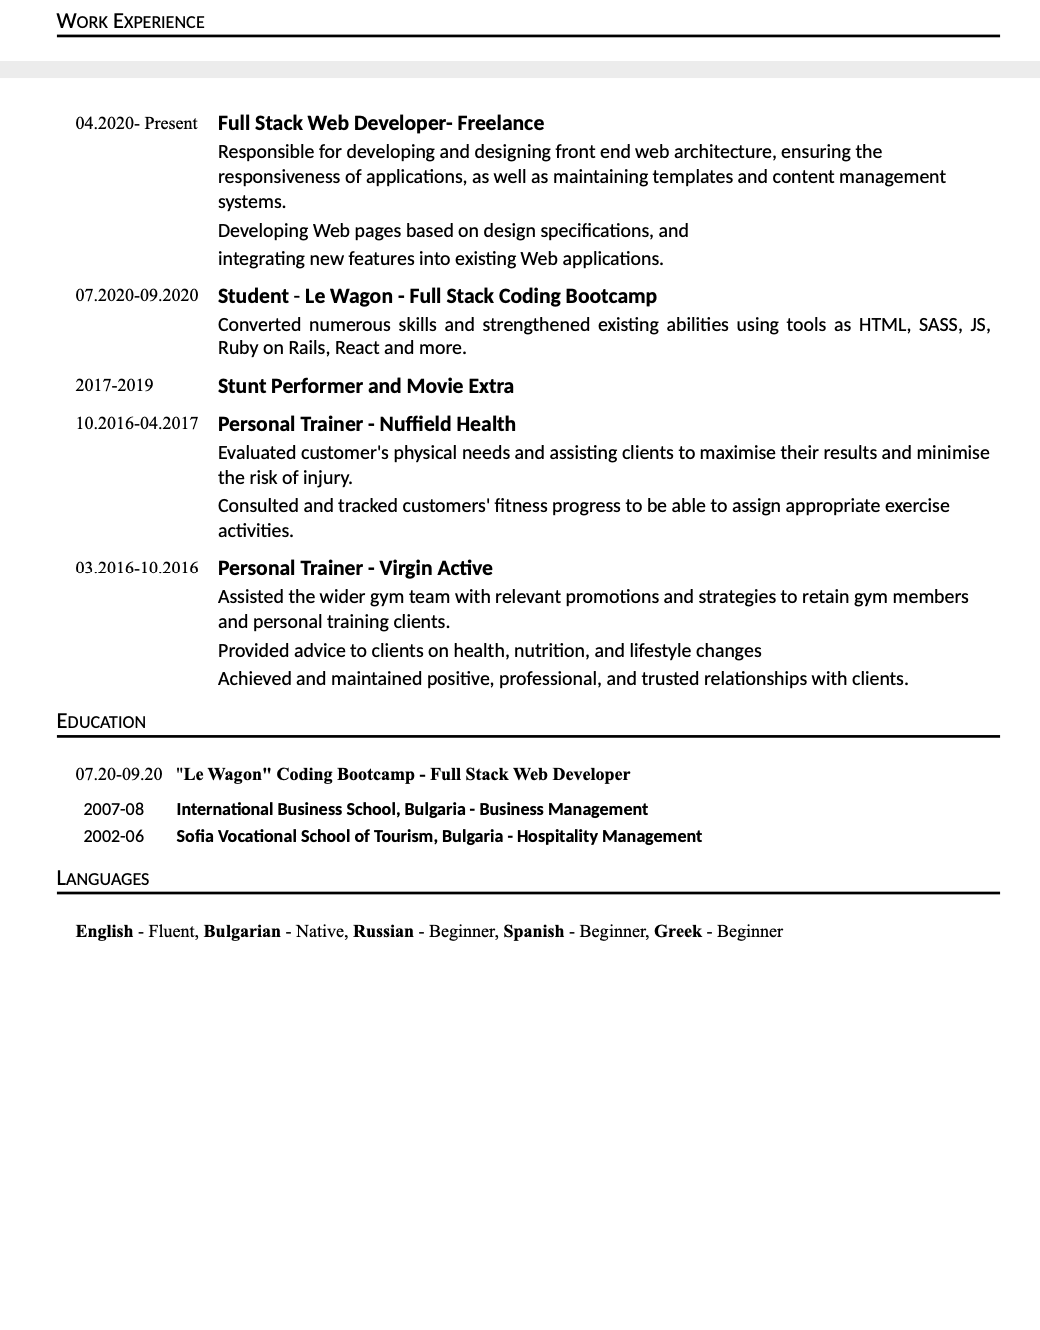 WORK EXPERIENCE
04.2020- Present Full Stack Web Developer- Freelance
Responsible for developing and designing front end web architecture, ensuring the
responsiveness of applications, as well as maintaining templates and content management
systems.
Developing Web pages based on design specifications, and
integrating new features into existing Web applications.
07.2020-09.2020 Student - Le Wagon - Full Stack Coding Bootcamp
Converted numerous skills and strengthened existing abilities using tools as HTML, SASS, JS,
Ruby on Rails, React and more.
2017-2019 Stunt Performer and Movie Extra
10.2016-04.2017 Personal Trainer - Nuffield Health
Evaluated customer's physical needs and assisting clients to maximise their results and minimise
the risk of injury.
Consulted and tracked customers' fitness progress to be able to assign appropriate exercise
activities.
03.2016-10.2016 Personal Trainer - Virgin Active
Assisted the wider gym team with relevant promotions and strategies to retain gym members
and personal training clients.
Provided advice to clients on health, nutrition, and lifestyle changes
Achieved and maintained positive, professional, and trusted relationships with clients.
EDUCATION
07.20-09.20 "Le Wagon" Coding Bootcamp - Full Stack Web Developer
2007-08 International Business School, Bulgaria - Business Management
2002-06 Sofia Vocational School of Tourism, Bulgaria - Hospitality Management
LANGUAGES
English - Fluent, Bulgarian - Native, Russian - Beginner, Spanish - Beginner, Greek - Beginner